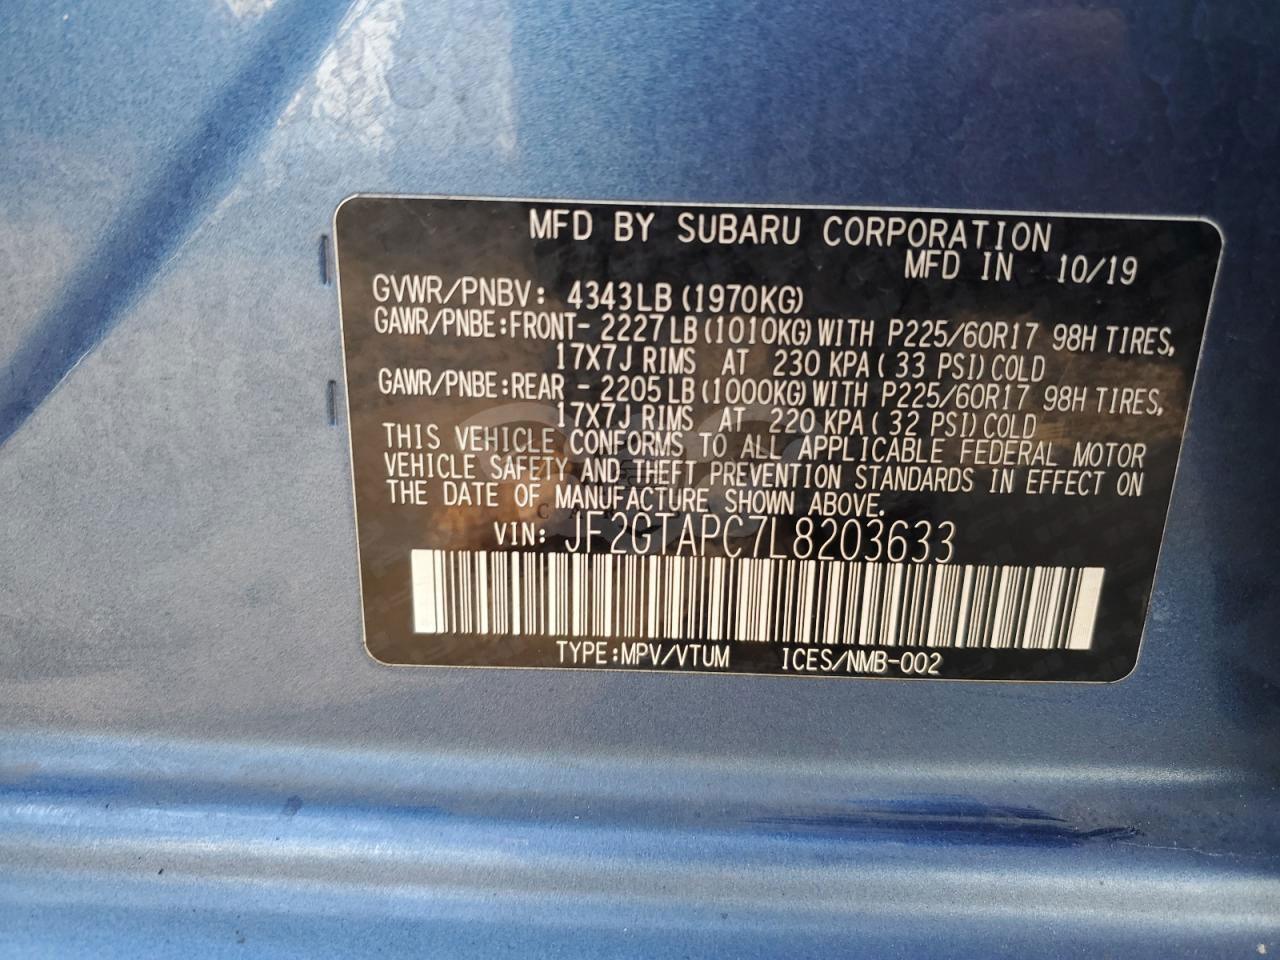 MFD BY SUBARU CORPORATION
MFD IN 10/19
GVWR/PNBV: 4343LB (1970KG)
GAWR/PNBE:FRONT- 2227LB (1010KG) WITH P225/60R17 98H TIRES,
17X7J RIMS AT 230 KPA ( 33 PSI) COLD
GAWR/PNBE:REAR - 2205LB (1000KG) WITH P225/60R17 98H TIRES,
17X7J RIMS AT 220 KPA ( 32 PSI) COLD
THIS VEHICLE CONFORMS TO ALL APPLICABLE FEDERAL MOTOR
VEHICLE SAFETY AND THEFT PREVENTION STANDARDS IN EFFECT ON
THE DATE OF MANUFACTURE SHOWN ABOVE.
VIN: JF2GTAPC7L8203633
TYPE:MPV/VTUM ICES/NMB-002